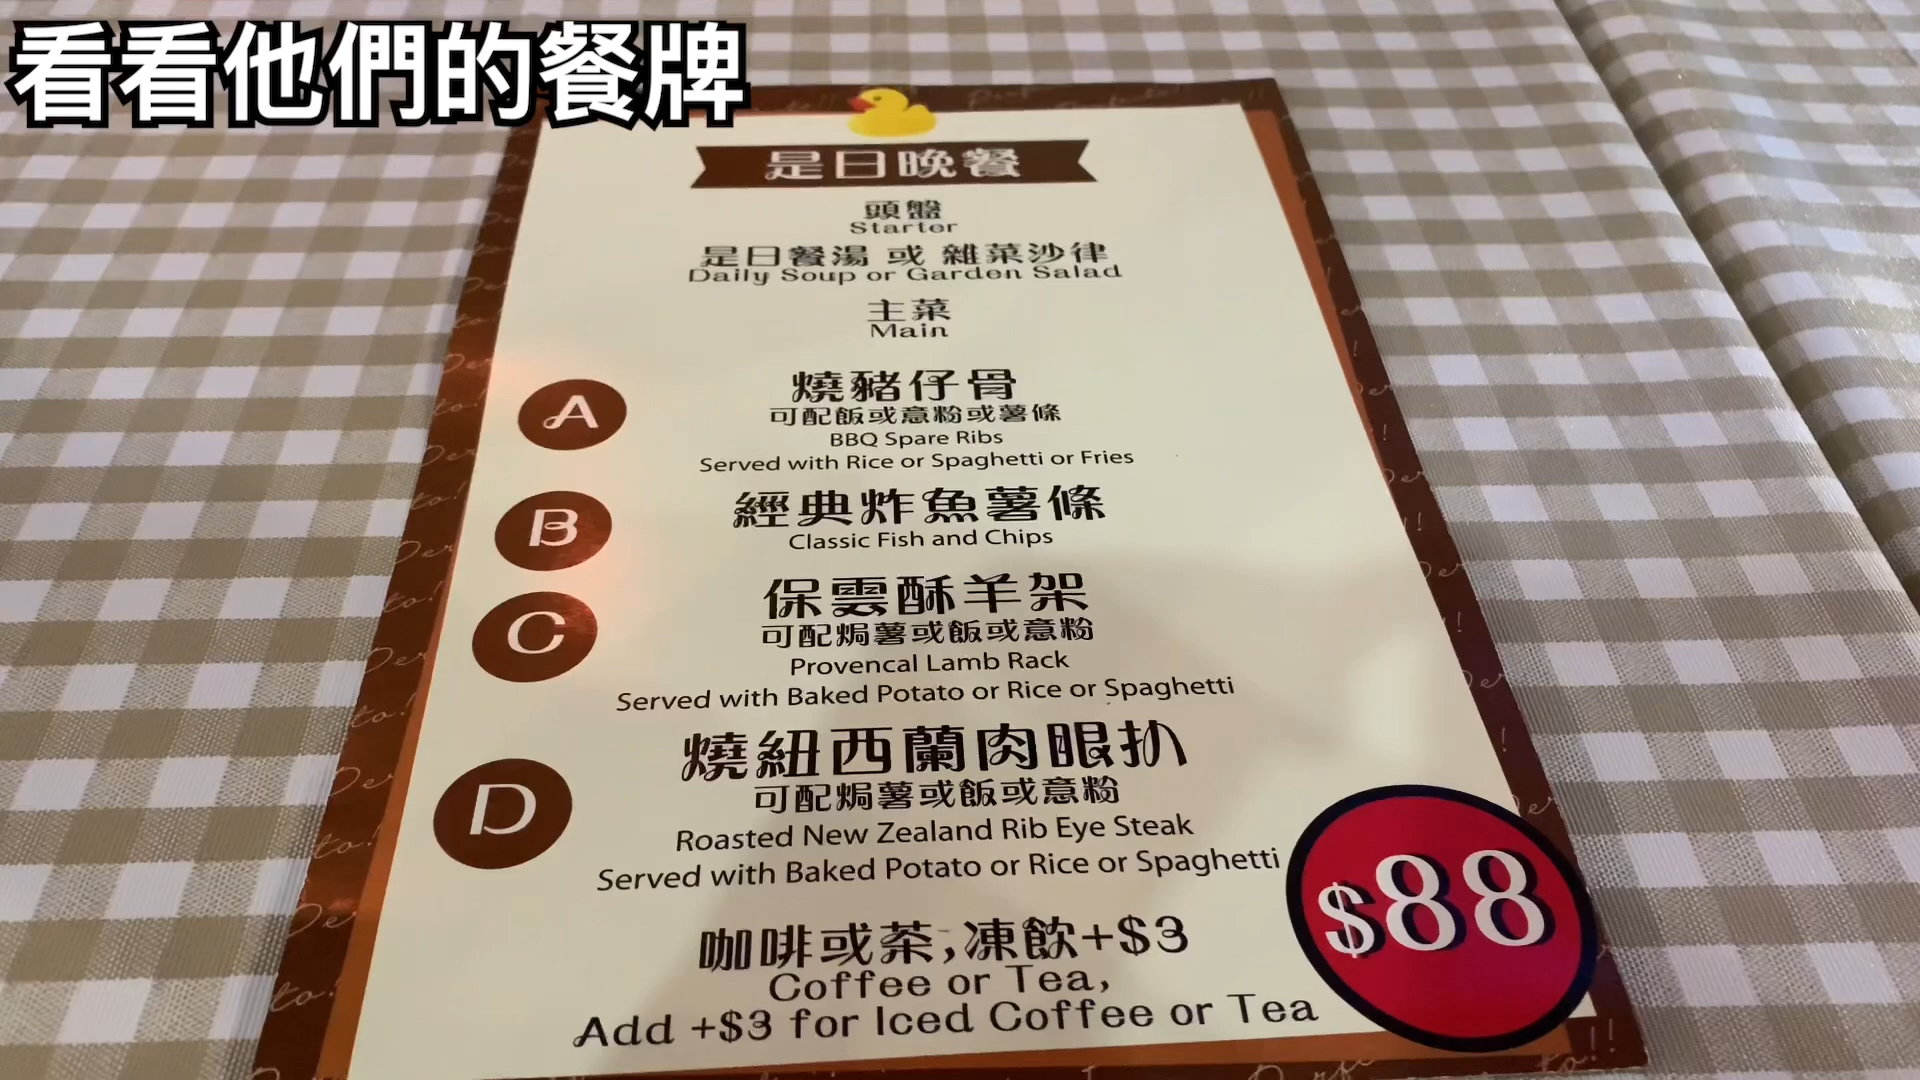 看看他們的餐牌
是日晚餐
頭盤
Starter
是日餐湯 或 雜菜沙律
Daily Soup or Garden Salad
主菜
Main
A
燒豬仔骨
可配飯或意粉或薯條
BBQ Spare Ribs
Served with Rice or Spaghetti or Fries
B
經典炸魚薯條
Classic Fish and Chips
C
保雲酥羊架
可配焗薯或飯或意粉
Provencal Lamb Rack
Served with Baked Potato or Rice or Spaghetti
D
燒紐西蘭肉眼扒
可配焗薯或飯或意粉
Roasted New Zealand Rib Eye Steak
Served with Baked Potato or Rice or Spaghetti
$88
咖啡或茶,凍飲+$3
Coffee or Tea,
Add +$3 for Iced Coffee or Tea